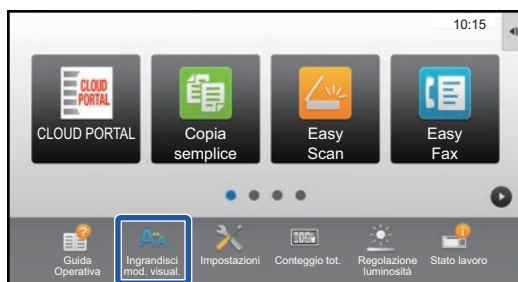 10:15
CLOUD
PORTAL
CLOUD PORTAL
Copia
semplice
Easy
Scan
Easy
Fax
Guida
Operativa
Ingrandisci
mod. visual.
Impostazioni
Conteggio tot.
Regolazione
luminosità
Stato lavoro